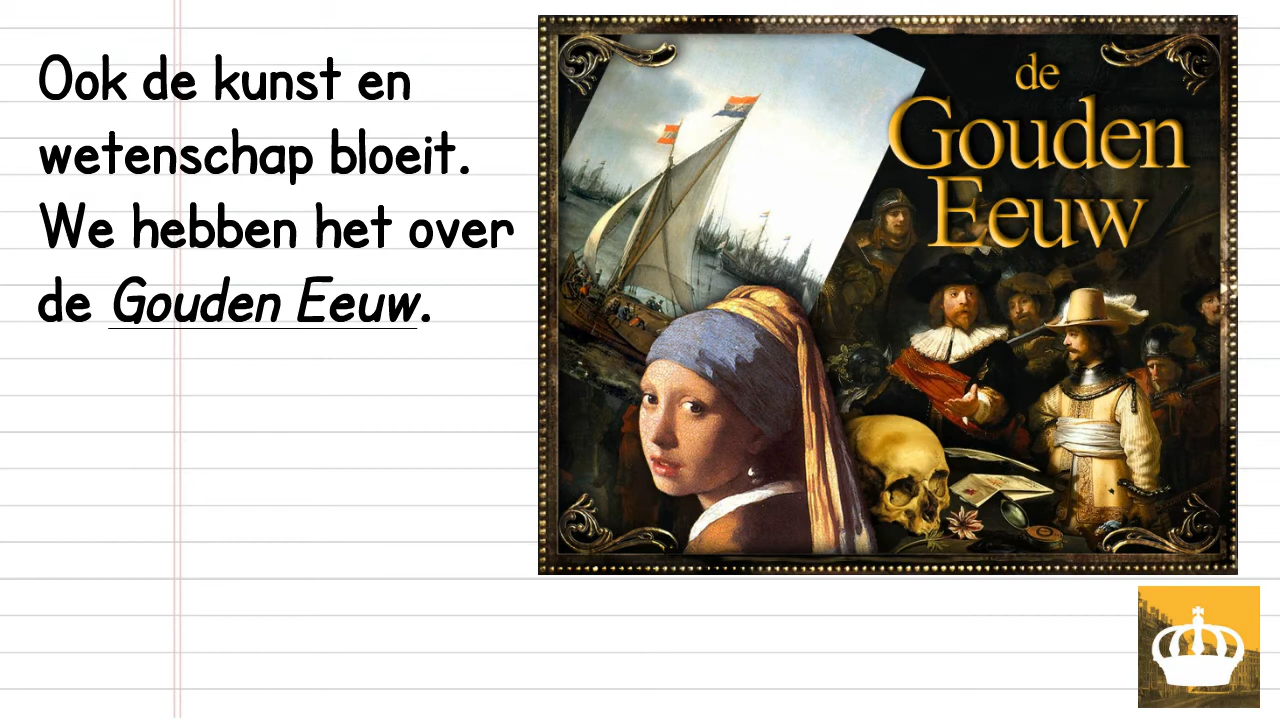 Ook de kunst en
wetenschap bloeit.
We hebben het over
de Gouden Eeuw.
de
Gouden
Eeuw